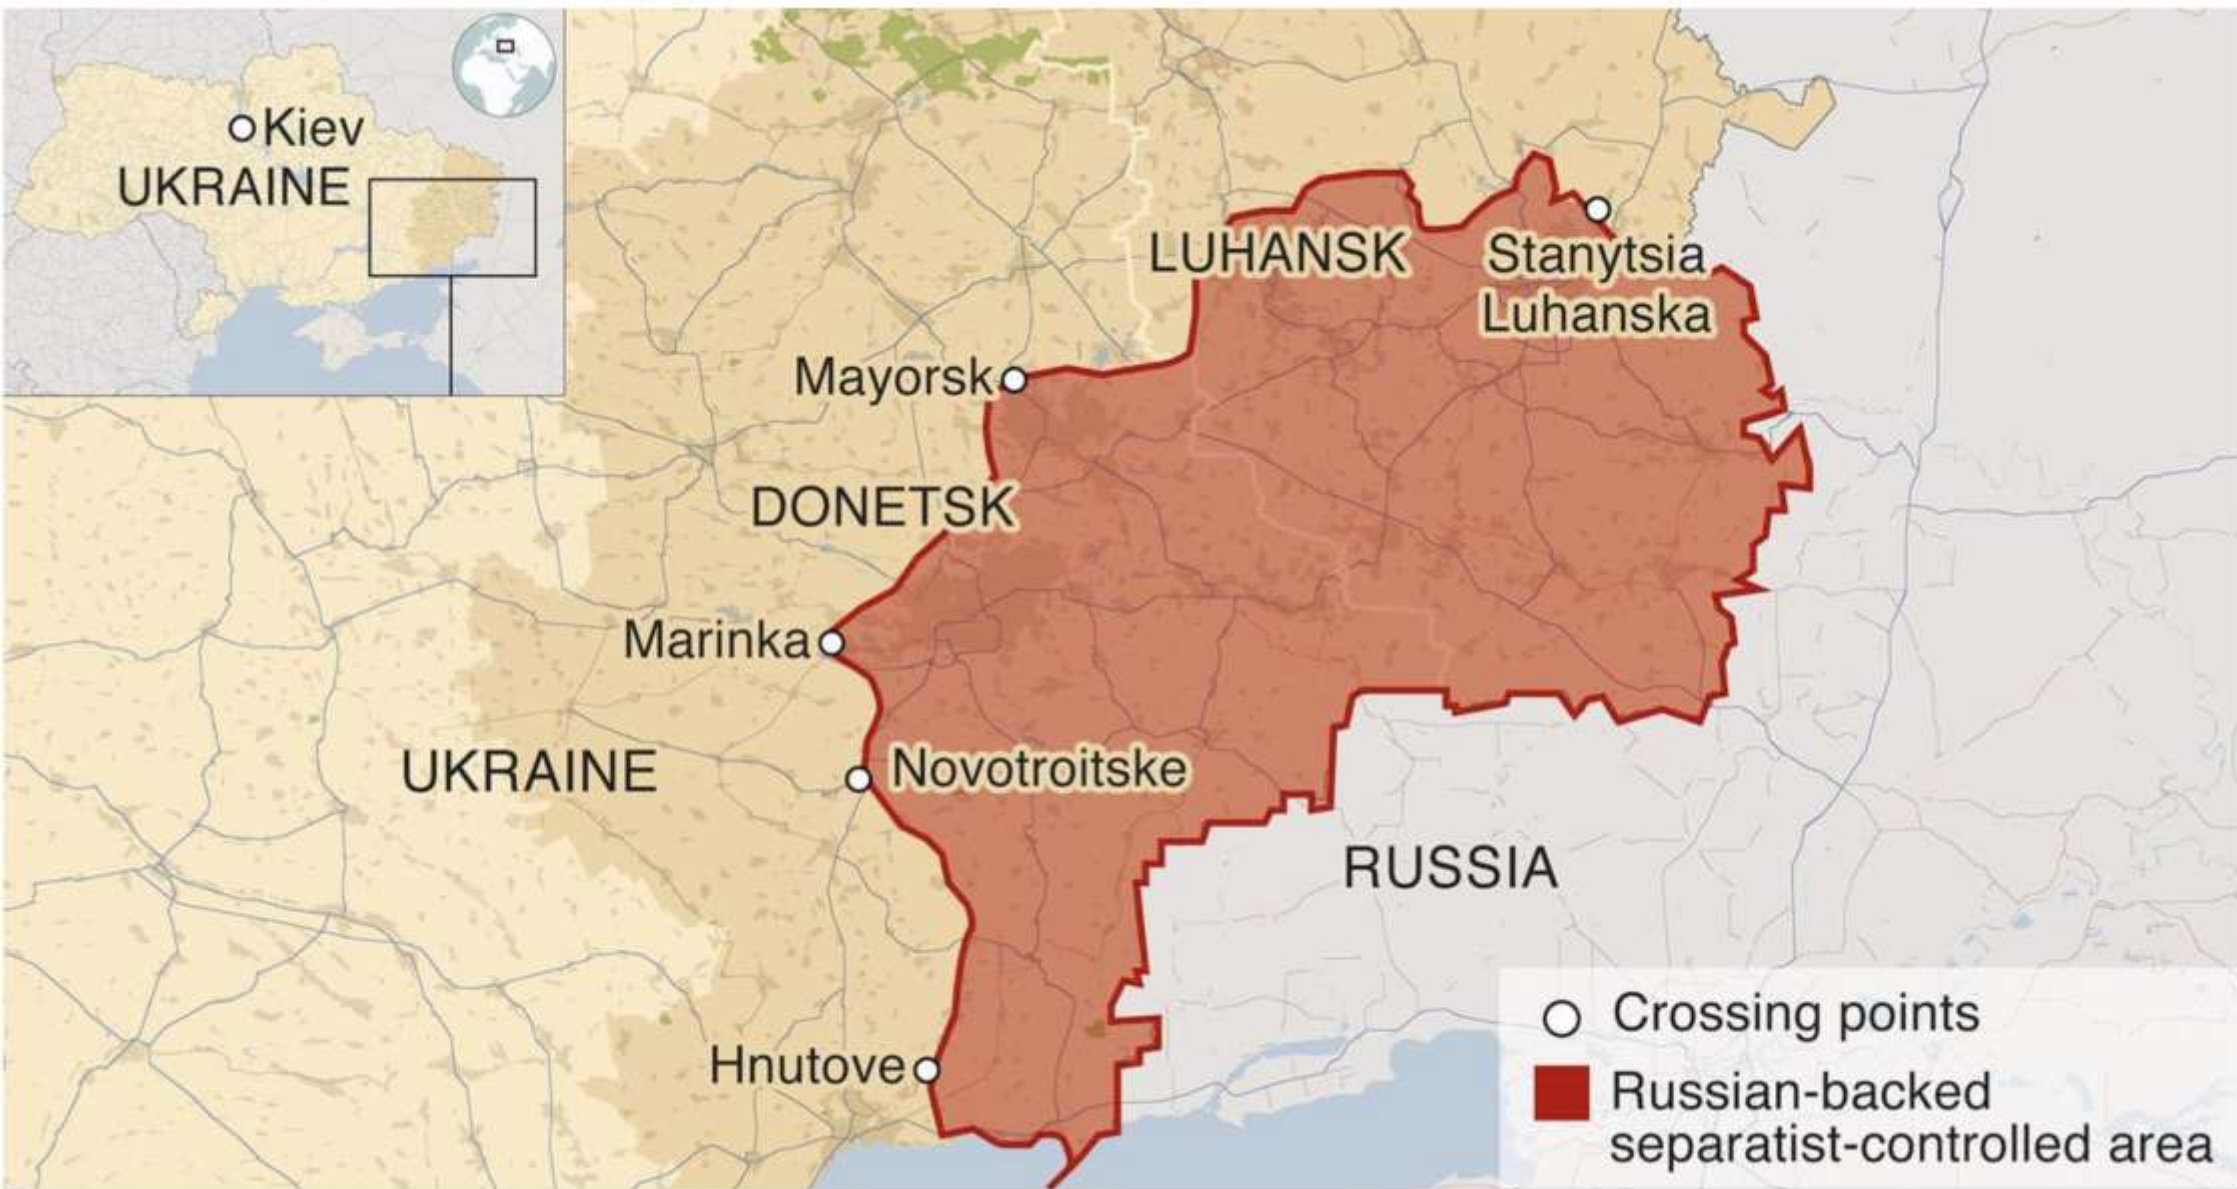 Kiev
UKRAINE
LUHANSK
Stanytsia
Luhanska
Mayorsk
DONETSK
Marinka
UKRAINE
Novotroitske
RUSSIA
Hnutove
Crossing points
Russian-backed
separatist-controlled area